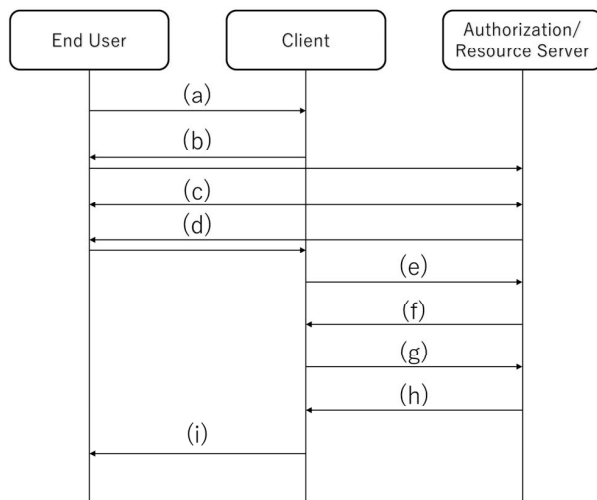 End User
Client
Authorization/
Resource Server
(a)
(b)
(c)
(d)
(e)
(f)
(g)
(h)
(i)